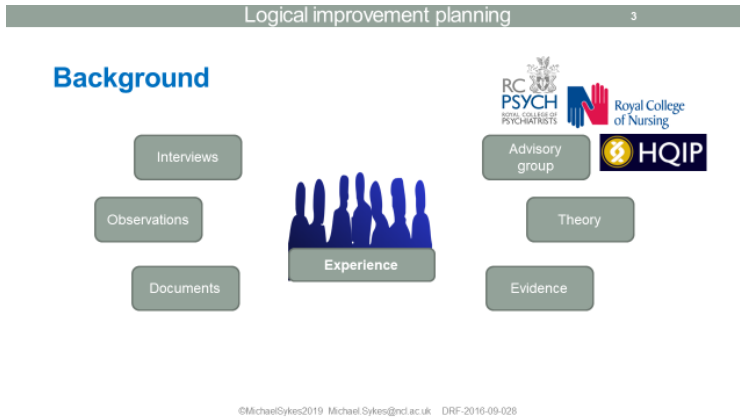 Logical improvement planning 3
Background
RC
PSYCH
ROYAL COLLEGE OF
PSYCHIATRISTS
Royal College
of Nursing
HQIP
Interviews
Advisory
group
Observations
Theory
Experience
Documents
Evidence
©MichaelSykes2019 Michael.Sykes@ncl.ac.uk DRF-2016-09-028